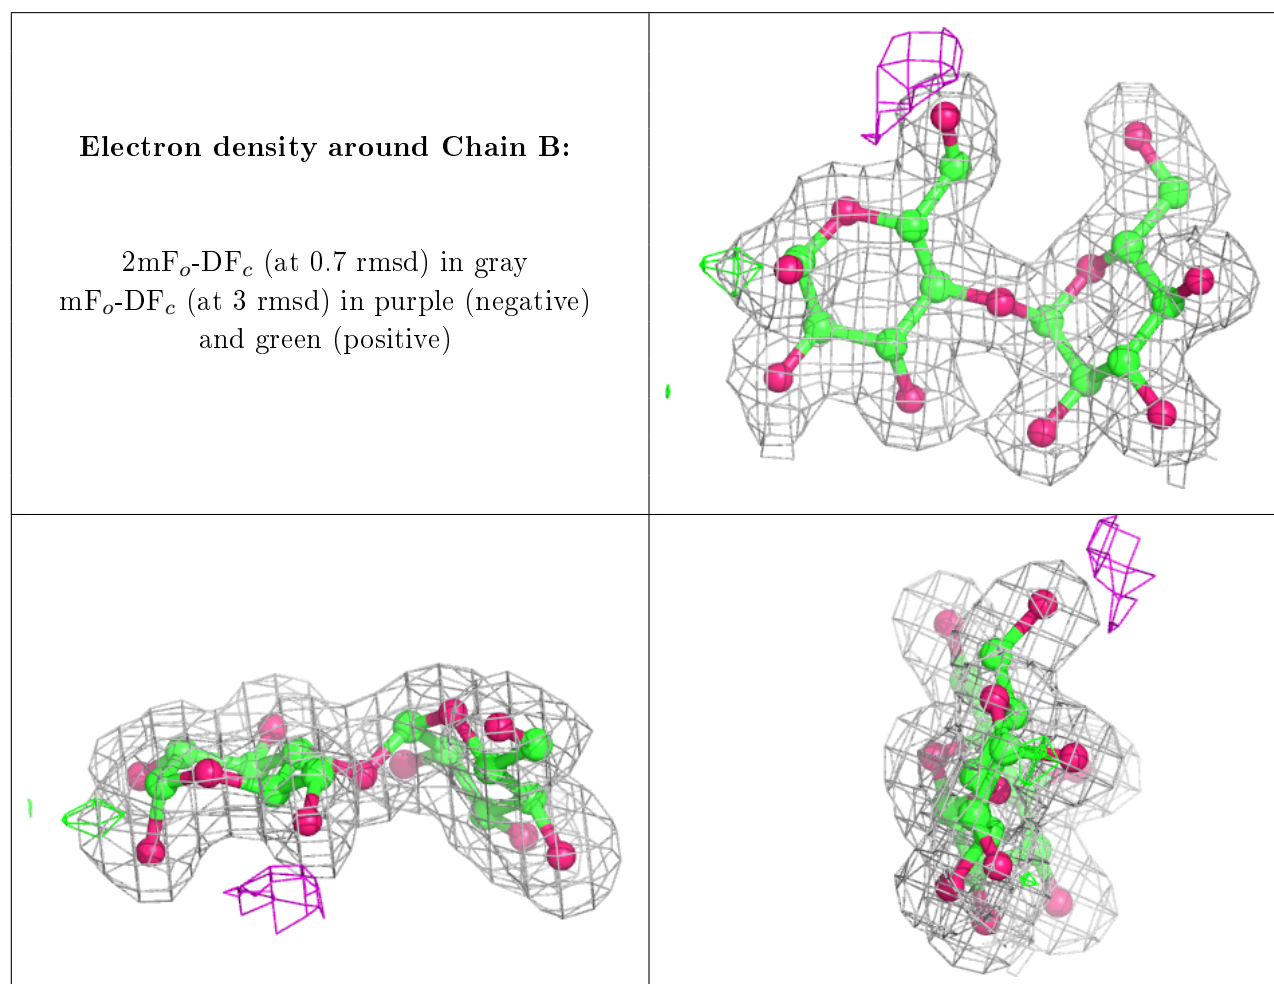 Electron density around Chain B:
2mFₒ-DF𝒸 (at 0.7 rmsd) in gray
mFₒ-DF𝒸 (at 3 rmsd) in purple (negative)
and green (positive)